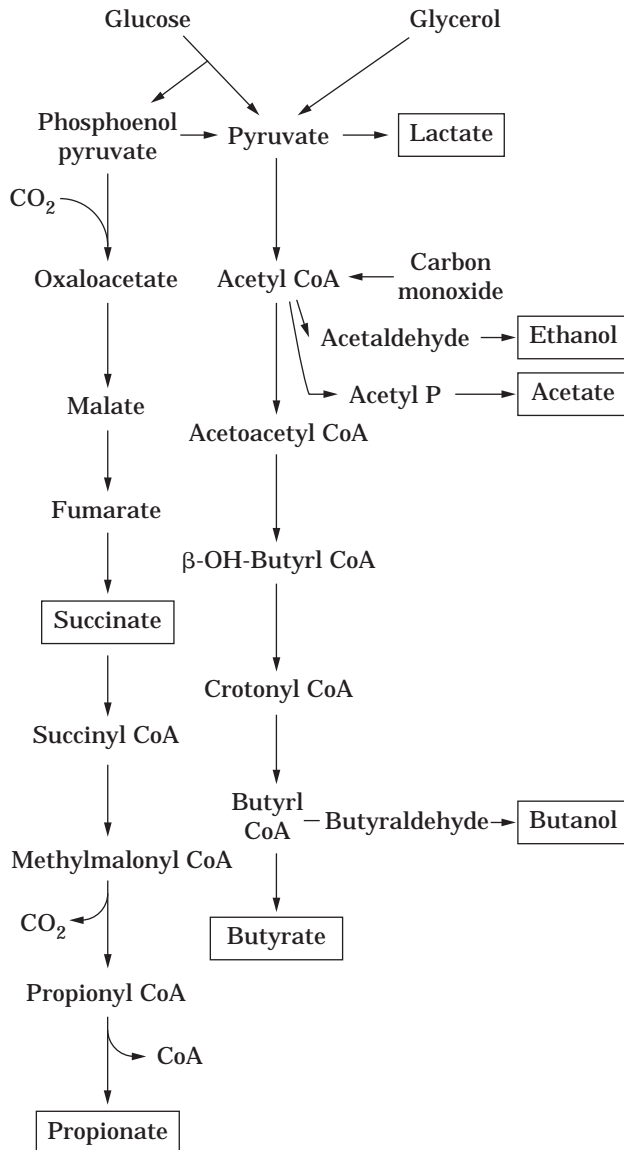 Glucose
Glycerol
Phosphoenol
pyruvate
Pyruvate
Lactate
CO₂
Oxaloacetate
Acetyl CoA
Carbon
monoxide
Acetaldehyde
Ethanol
Acetyl P
Acetate
Malate
Acetoacetyl CoA
Fumarate
β-OH-Butyrl CoA
Succinate
Crotonyl CoA
Succinyl CoA
Butyrl
CoA
Butyraldehyde
Butanol
Methylmalonyl CoA
CO₂
Butyrate
Propionyl CoA
CoA
Propionate